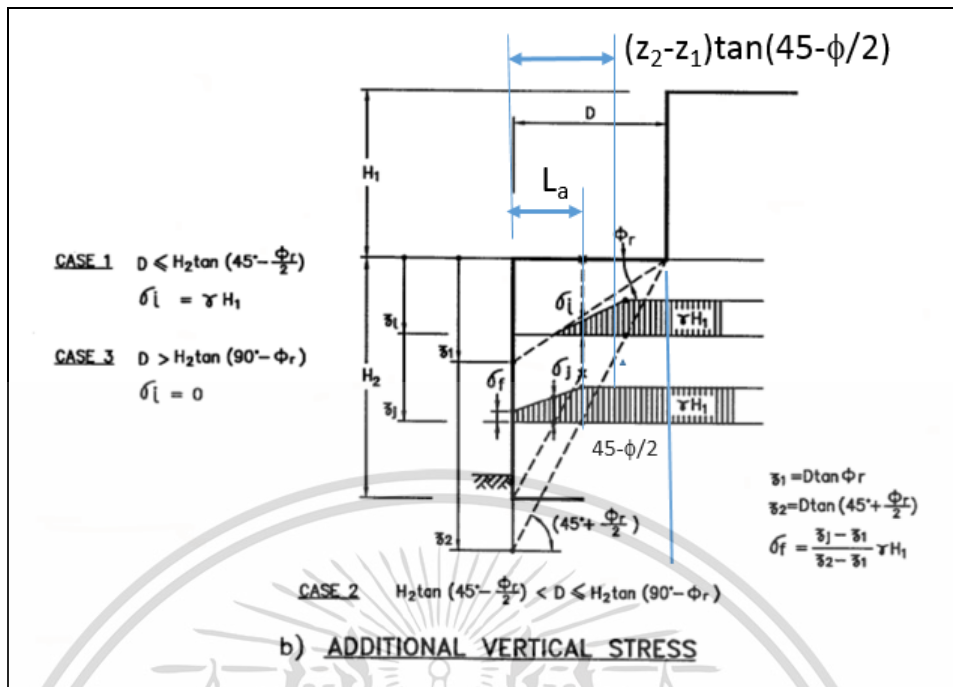 (z₂-z₁)tan(45-ϕ/2)
D
H₁
Lₐ
ϕr
CASE 1 D ⩽ H₂tan (45°- ϕr/2)
σi = γH₁
σi
γH₁
zi
z₁
CASE 3 D > H₂tan (90°-ϕr)
σi = 0
H₂
σf
σj
zj
γH₁
45-ϕ/2
z₁=Dtanϕr
z₂=Dtan(45°+ ϕr/2)
σf = (zj - z₁)/(z₂ - z₁) γH₁
z₂
(45°+ ϕr/2)
CASE 2 H₂tan (45°- ϕr/2) < D ⩽ H₂tan (90°-ϕr)
b) ADDITIONAL VERTICAL STRESS